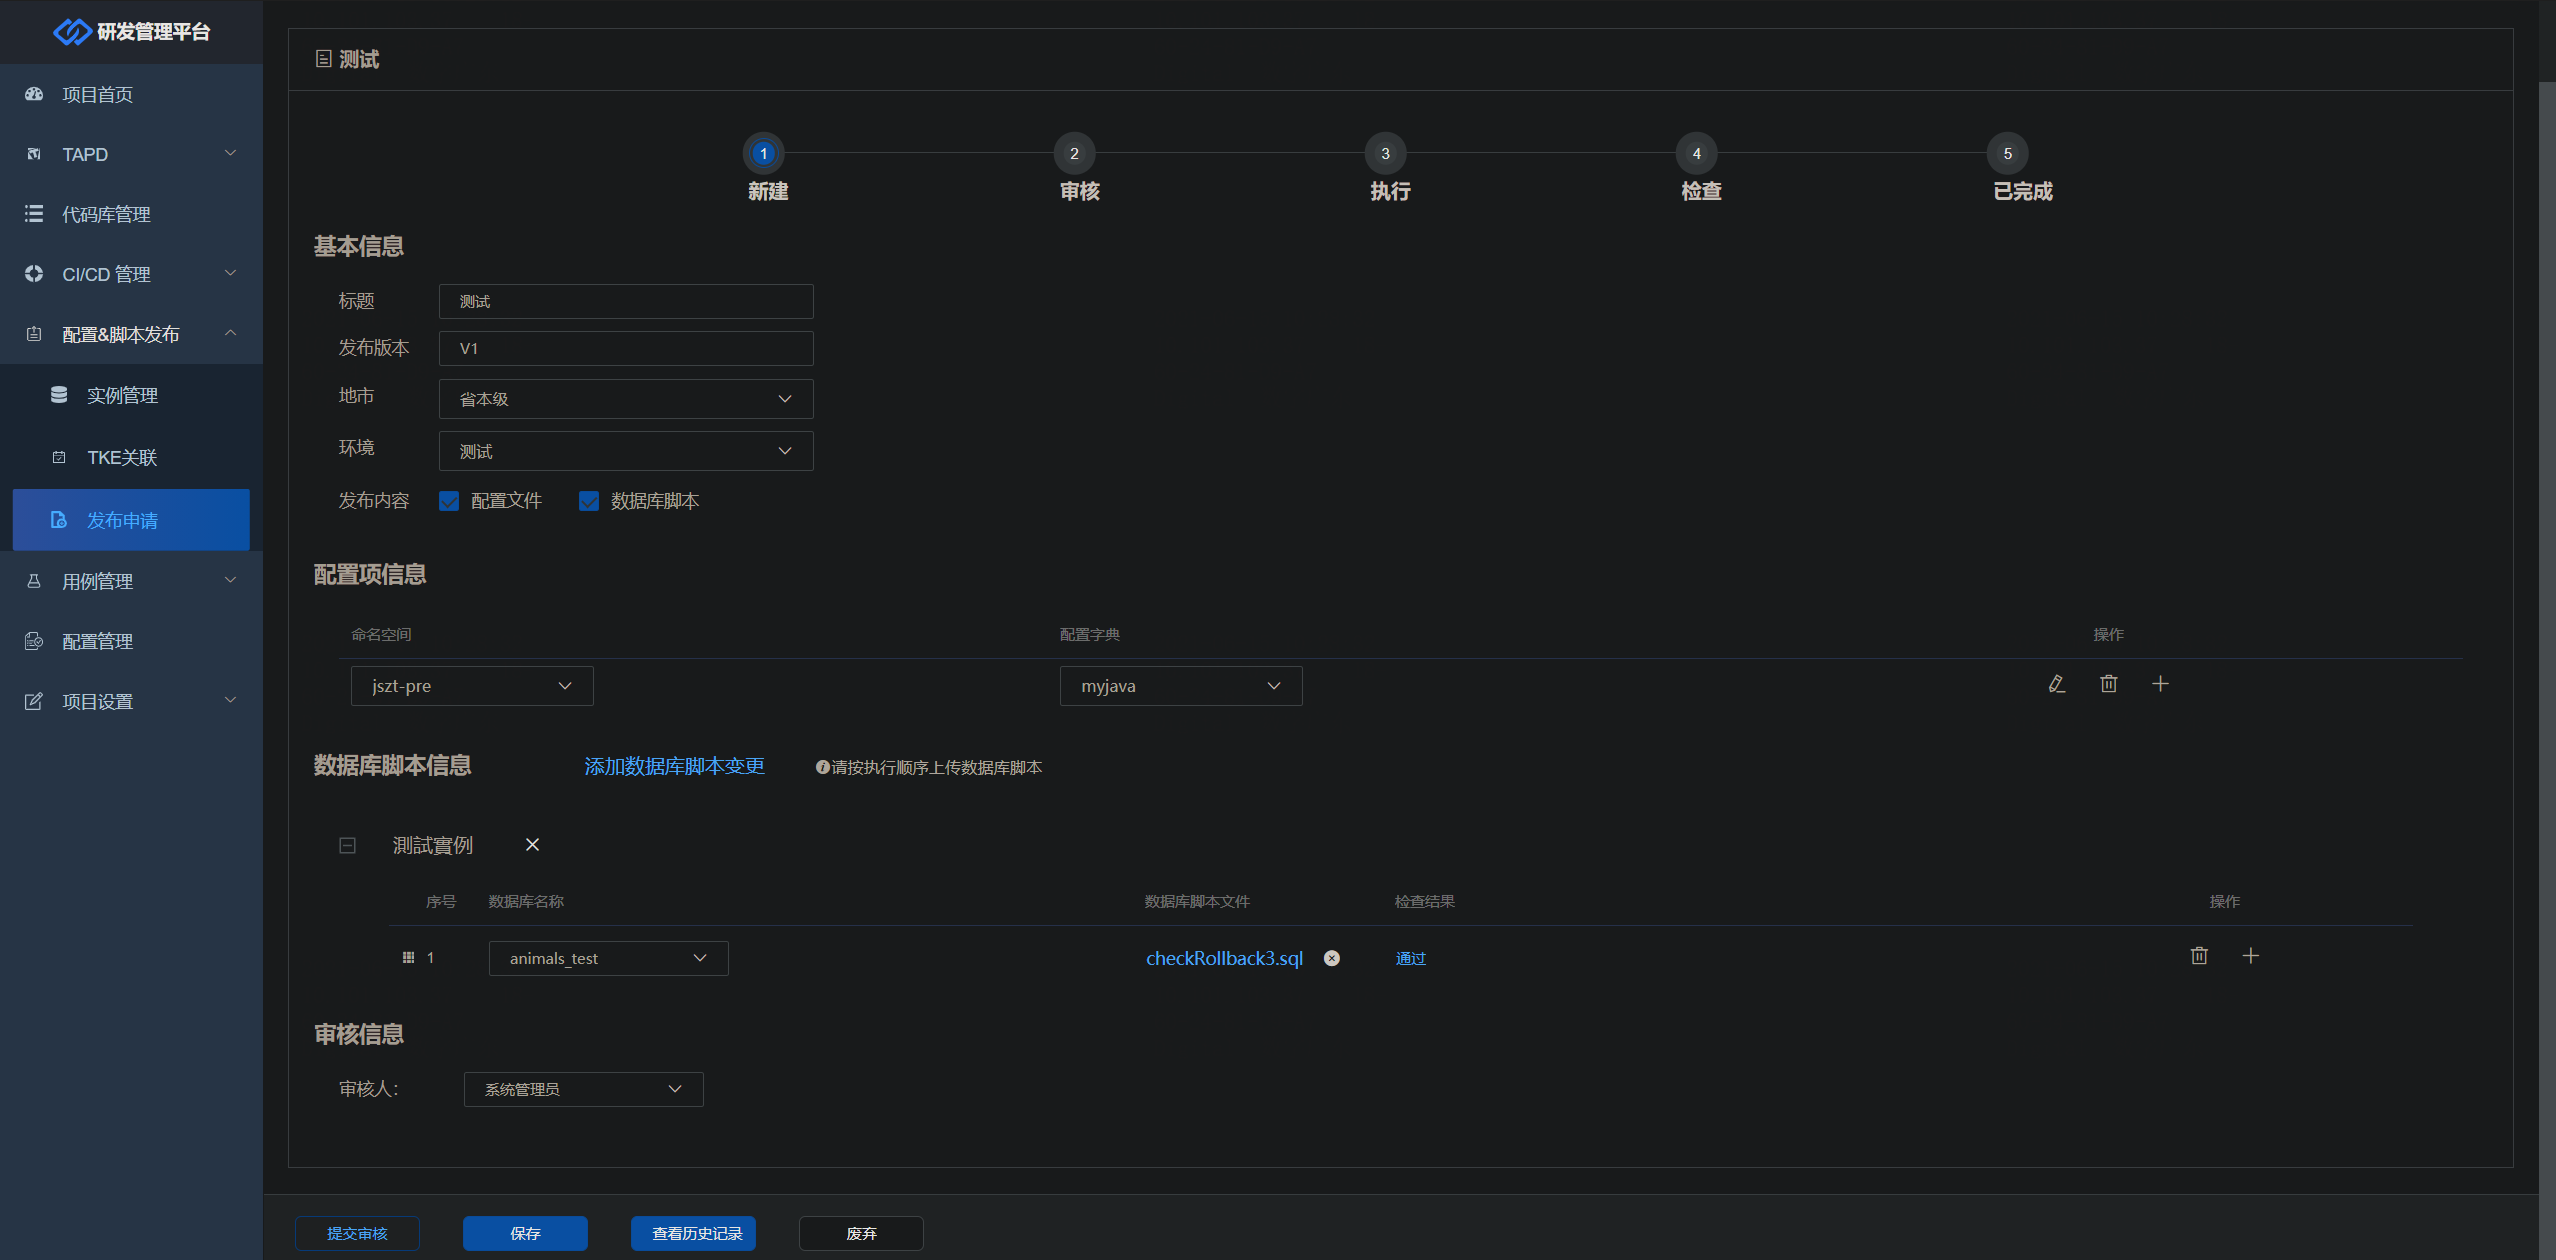 研发管理平台
项目首页
TAPD
代码库管理
CI/CD 管理
配置&脚本发布
实例管理
TKE关联
发布申请
用例管理
配置管理
项目设置
测试
1 2 3 4 5
新建 审核 执行 检查 已完成
基本信息
标题 测试
发布版本 V1
地市 省本级
环境 测试
发布内容 配置文件 数据库脚本
配置项信息
命名空间 配置字典 操作
jszt-pre myjava
数据库脚本信息 添加数据库脚本变更 请按执行顺序上传数据库脚本
測試實例
序号 数据库名称 数据库脚本文件 检查结果 操作
1 animals_test checkRollback3.sql 通过
审核信息
审核人: 系统管理员
提交审核 保存 查看历史记录 废弃